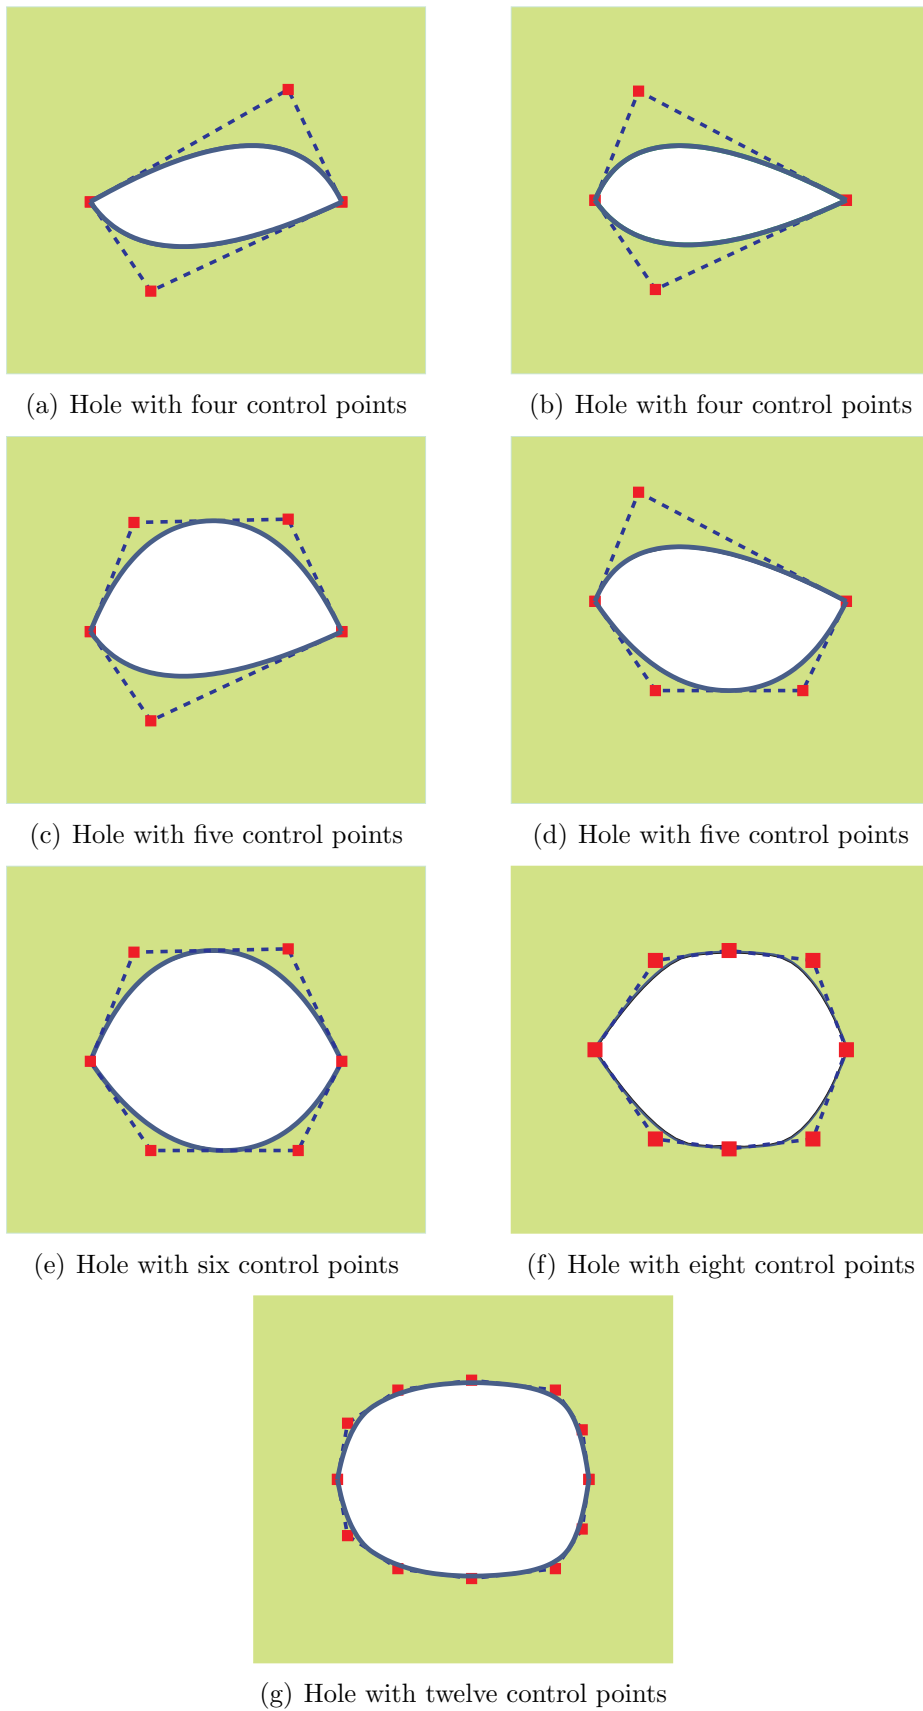 (a) Hole with four control points
(b) Hole with four control points
(c) Hole with five control points
(d) Hole with five control points
(e) Hole with six control points
(f) Hole with eight control points
(g) Hole with twelve control points